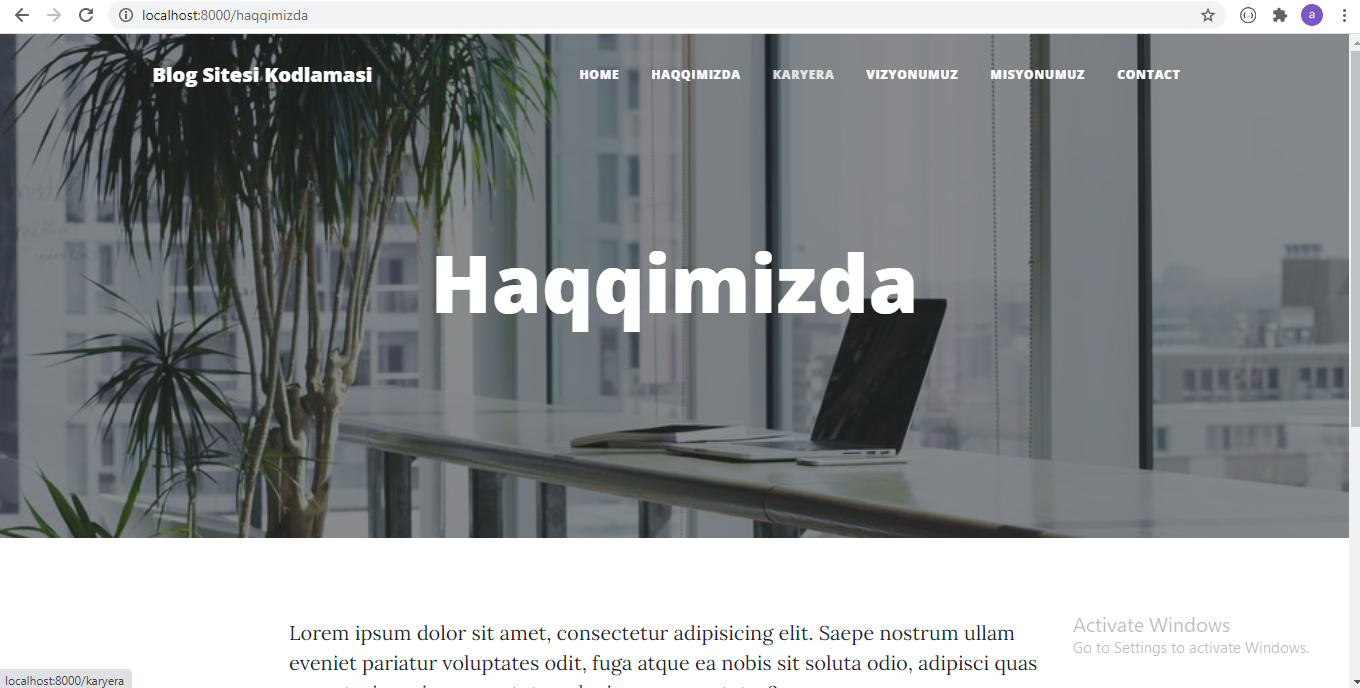 localhost:8000/haqqimizda
a
Blog Sitesi Kodlamasi
HOME HAQQIMIZDA KARYERA VIZYONUMUZ MISYONUMUZ CONTACT
Haqqimizda
Lorem ipsum dolor sit amet, consectetur adipisicing elit. Saepe nostrum ullam
eveniet pariatur voluptates odit, fuga atque ea nobis sit soluta odio, adipisci quas
Activate Windows
Go to Settings to activate Windows.
localhost:8000/karyera